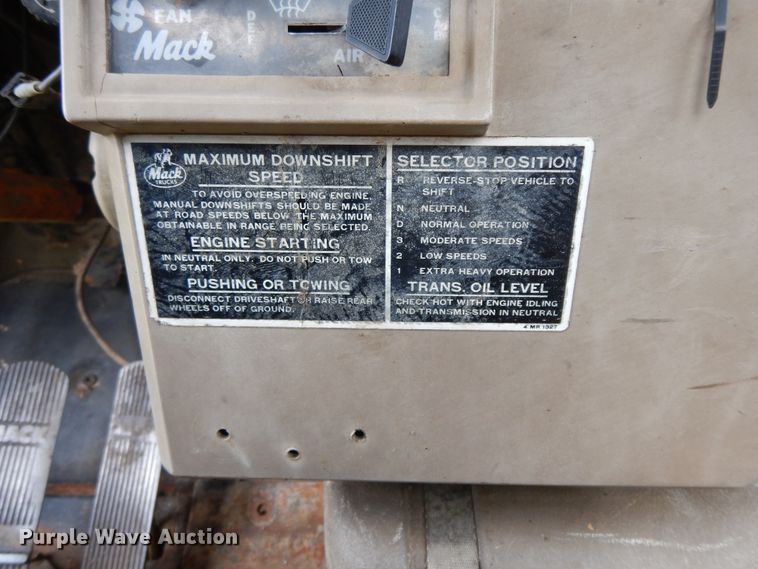 FAN
DEF
CAB
Mack
AIR
Mack
TRUCKS
MAXIMUM DOWNSHIFT
SPEED
TO AVOID OVERSPEEDING ENGINE,
MANUAL DOWNSHIFTS SHOULD BE MADE
AT ROAD SPEEDS BELOW THE MAXIMUM
OBTAINABLE IN RANGE BEING SELECTED.
ENGINE STARTING
IN NEUTRAL ONLY. DO NOT PUSH OR TOW
TO START.
PUSHING OR TOWING
DISCONNECT DRIVESHAFT OR RAISE REAR
WHEELS OFF OF GROUND.
SELECTOR POSITION
R REVERSE-STOP VEHICLE TO
SHIFT
N NEUTRAL
D NORMAL OPERATION
3 MODERATE SPEEDS
2 LOW SPEEDS
1 EXTRA HEAVY OPERATION
TRANS. OIL LEVEL
CHECK HOT WITH ENGINE IDLING
AND TRANSMISSION IN NEUTRAL
4 MR 1327
Purple Wave Auction